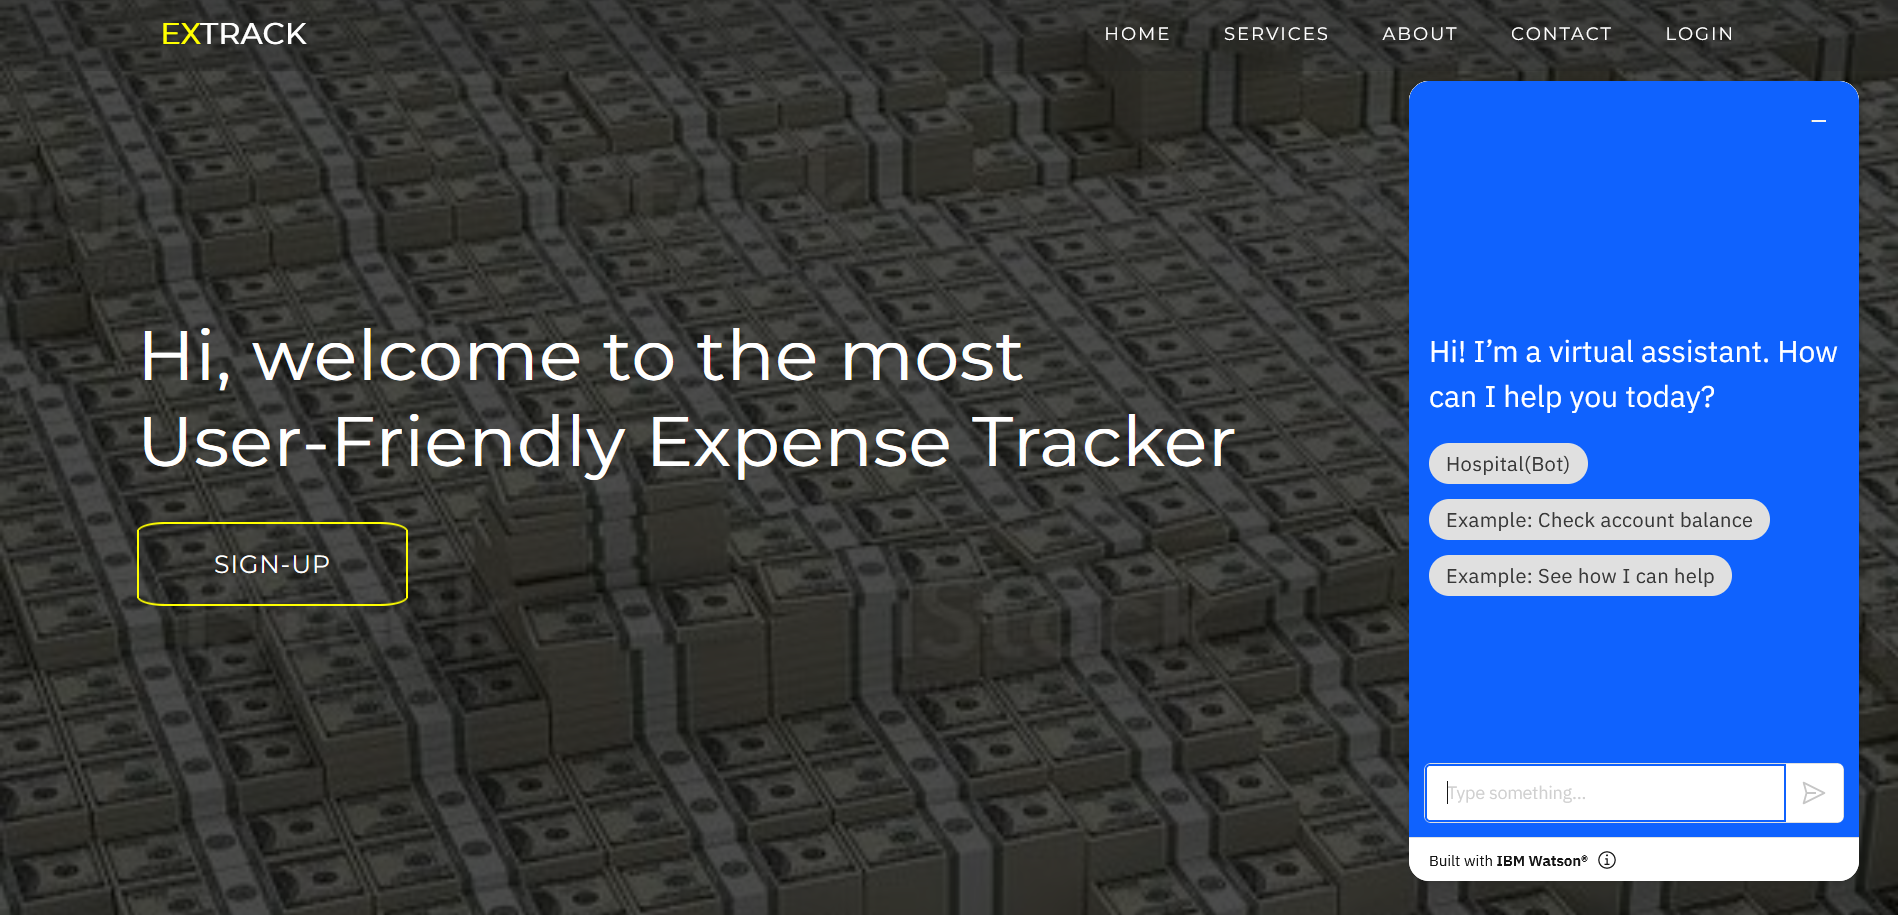 EXTRACK
HOME SERVICES ABOUT CONTACT LOGIN
Hi, welcome to the most
User-Friendly Expense Tracker
SIGN-UP
Hi! I’m a virtual assistant. How
can I help you today?
Hospital(Bot)
Example: Check account balance
Example: See how I can help
Type something...
Built with IBM Watson®
iStock